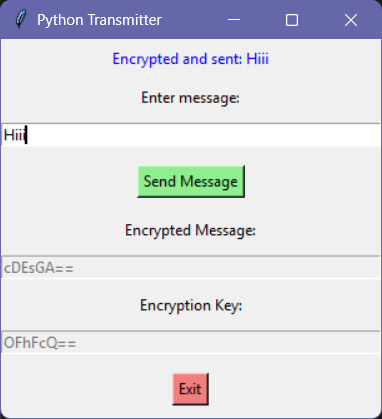 Python Transmitter
Encrypted and sent: Hiii
Enter message:
Hiii
Send Message
Encrypted Message:
cDEsGA==
Encryption Key:
OFhFcQ==
Exit